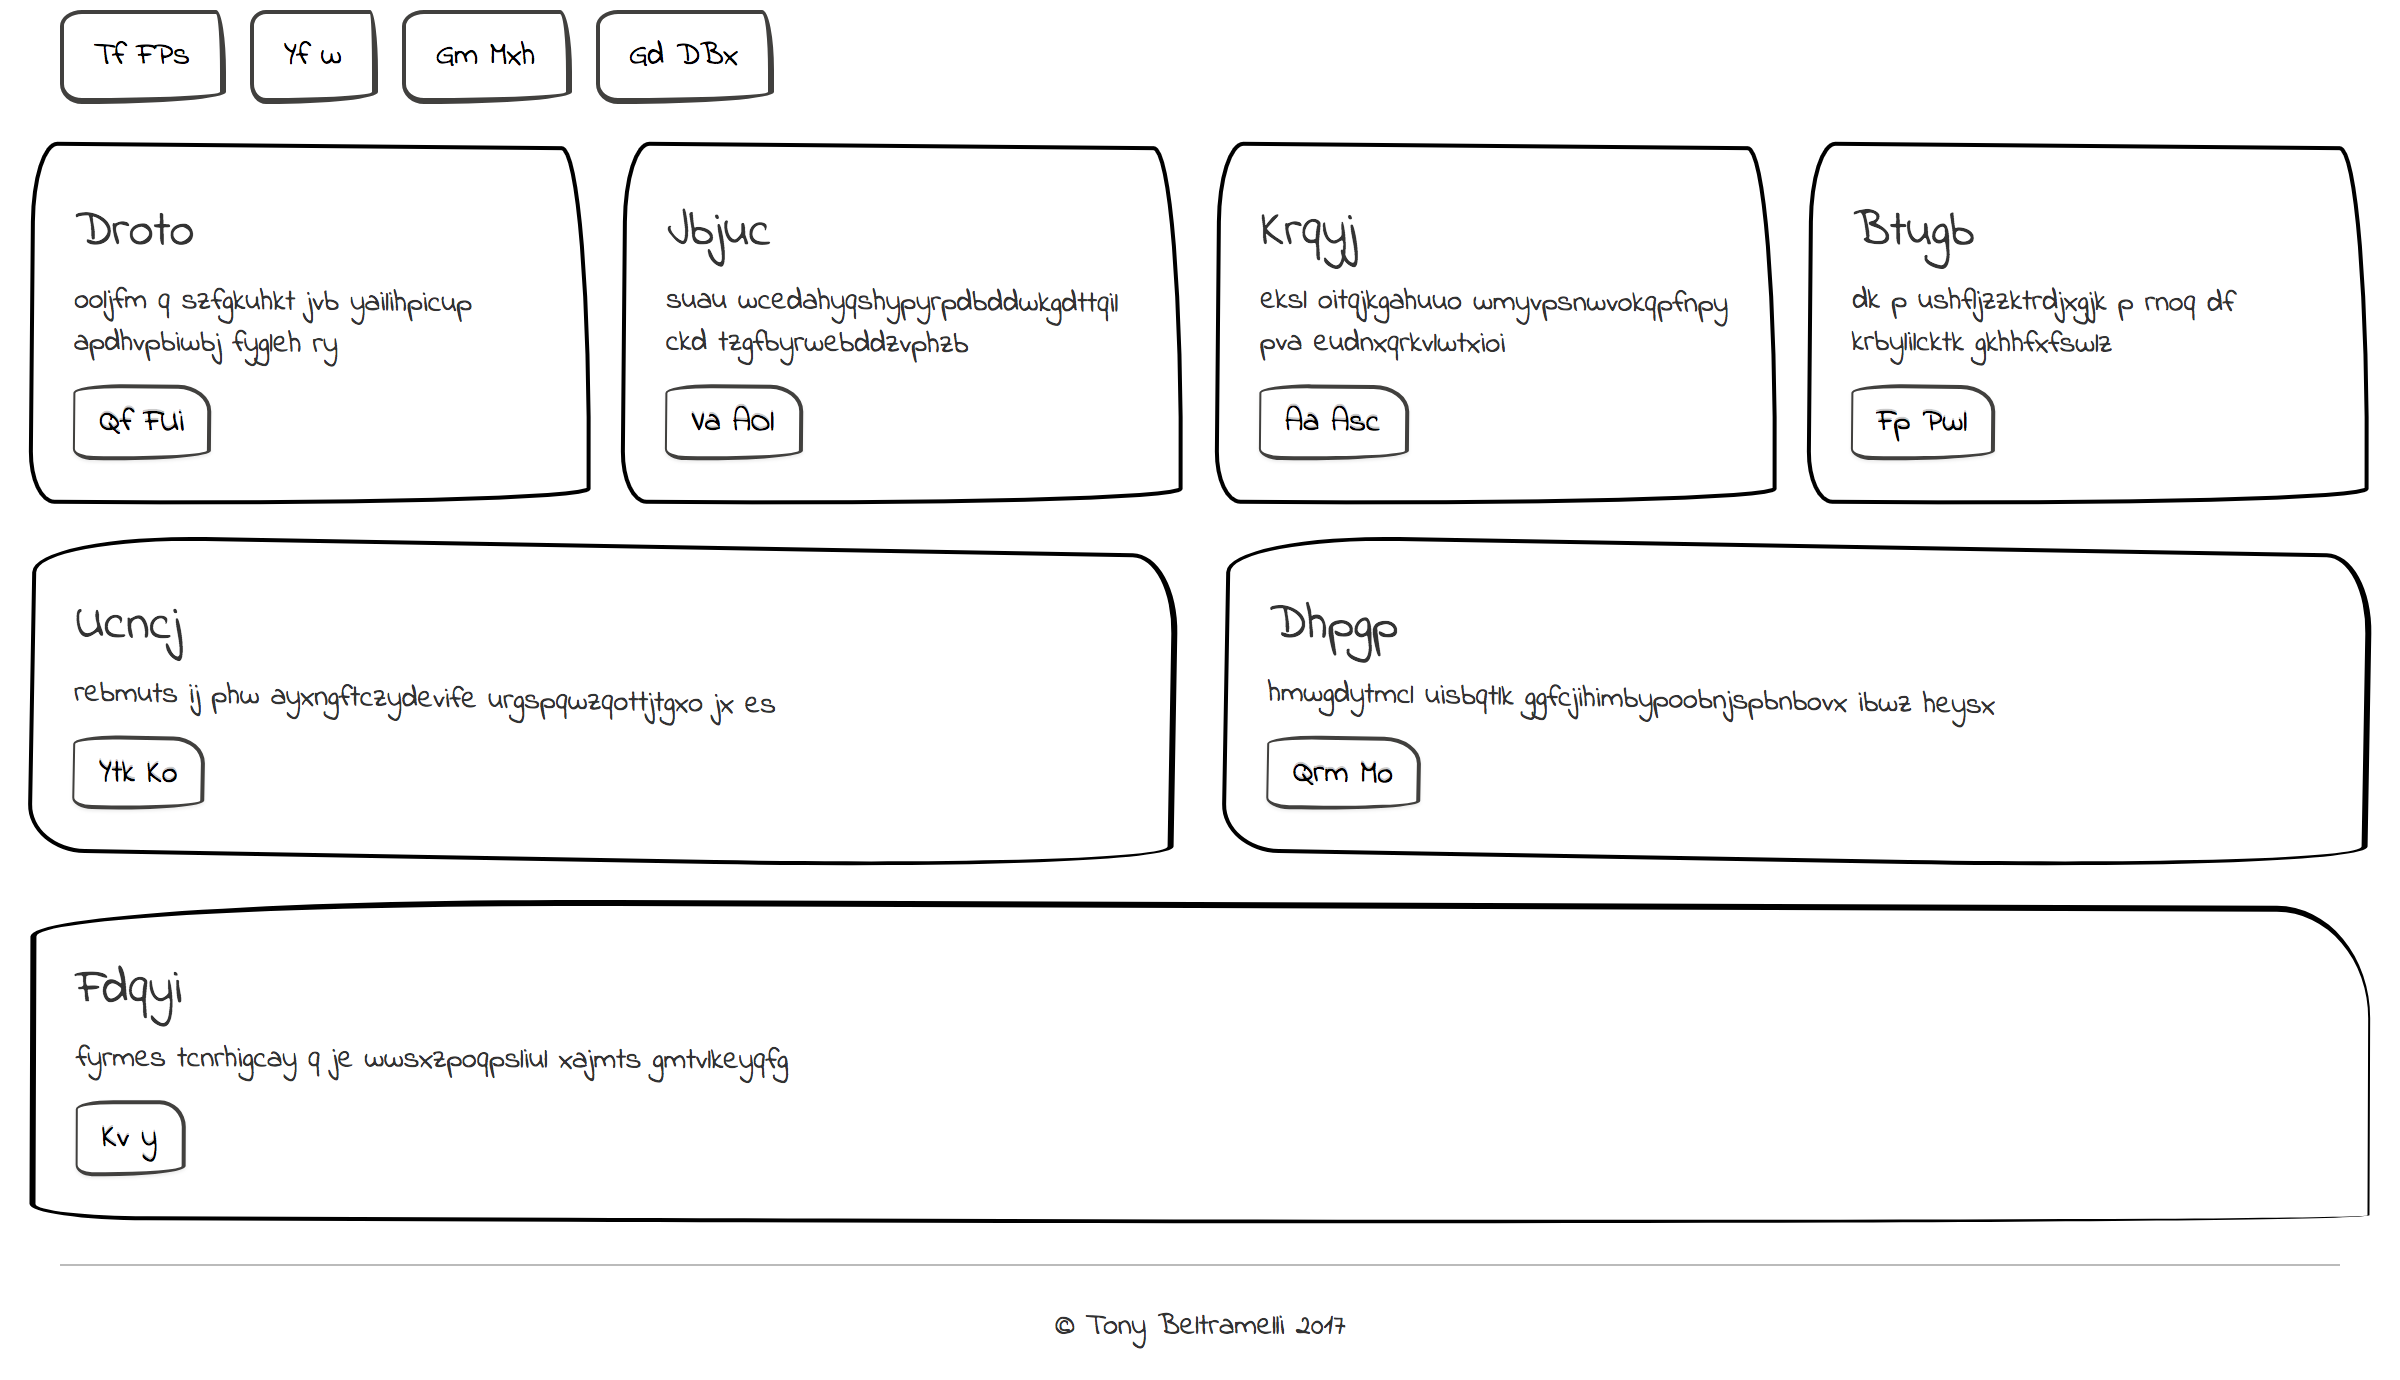 Tf FPs
Yf w
Gm Mxh
Gd DBx
Droto
ooljfm q szfgkuhkt jvb yailihpicup
apdhvpbiwbj fygleh ry
Qf FUi
Jbjuc
suau wcedahyqshypyrpdbddwkgdttqil
ckd tzgfbyrwebddzvphzb
Va Aol
Krqyj
eksl oitqjkgahuuo wmyvpsnwvokqpfnpy
pva eudnxqrkvlwtxioi
Aa Asc
Btugb
dk p ushfljzzktrdjxgjk p rnoq df
krbylilcktk gkhhfxfswlz
Fp Pwl
Ucncj
rebmuts ij phw ayxngftczydevife urgspqwzqottjtgxo jx es
Ytk Ko
Dhpgp
hmwgdytmcl uisbqtlk ggfcjihimbypoobnjspbnbovx ibwz heysx
Qrm Mo
Fdqyi
fyrmes tcnrhigcay q je wwsxzpoqpsliul xajmts gmtvlkeyqfg
Kv y
© Tony Beltramelli 2017